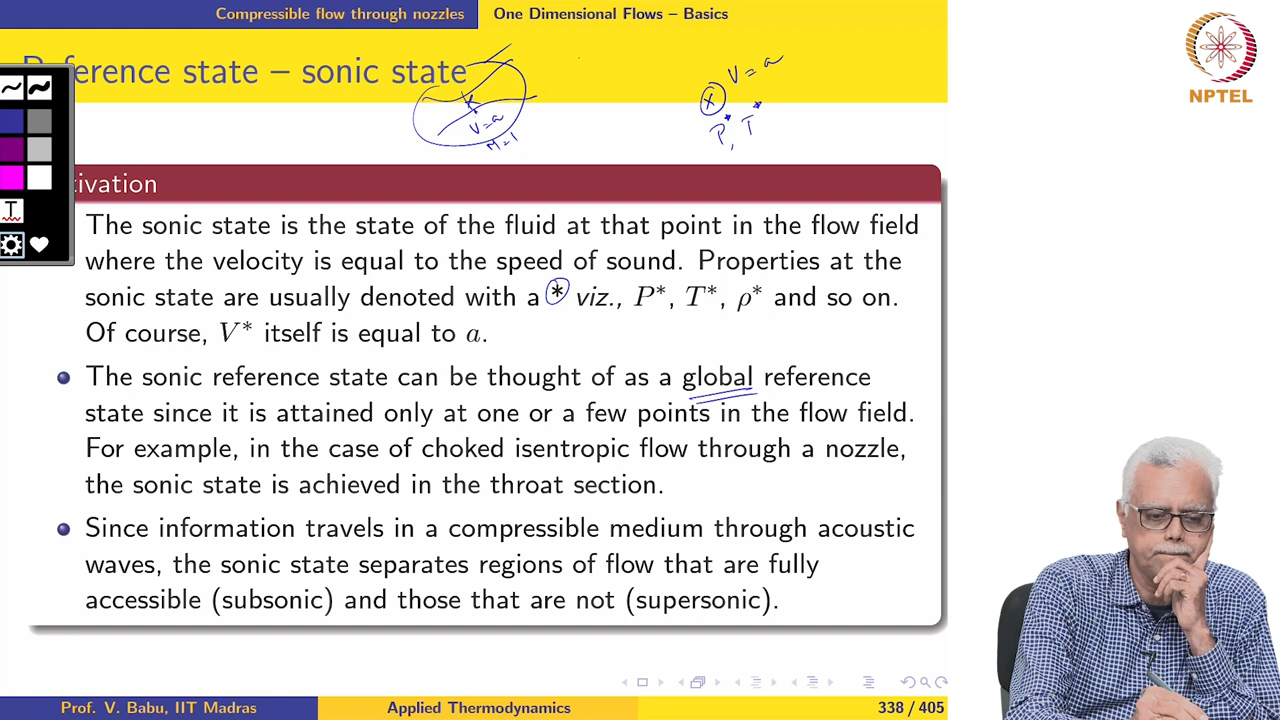 Compressible flow through nozzles One Dimensional Flows – Basics
Reference state – sonic state
NPTEL
V = a
M=1
V = a
P*, T*
tivation
The sonic state is the state of the fluid at that point in the flow field
where the velocity is equal to the speed of sound. Properties at the
sonic state are usually denoted with a * viz., P*, T*, ρ* and so on.
Of course, V* itself is equal to a.
The sonic reference state can be thought of as a global reference
state since it is attained only at one or a few points in the flow field.
For example, in the case of choked isentropic flow through a nozzle,
the sonic state is achieved in the throat section.
Since information travels in a compressible medium through acoustic
waves, the sonic state separates regions of flow that are fully
accessible (subsonic) and those that are not (supersonic).
T
Prof. V. Babu, IIT Madras Applied Thermodynamics 338 / 405